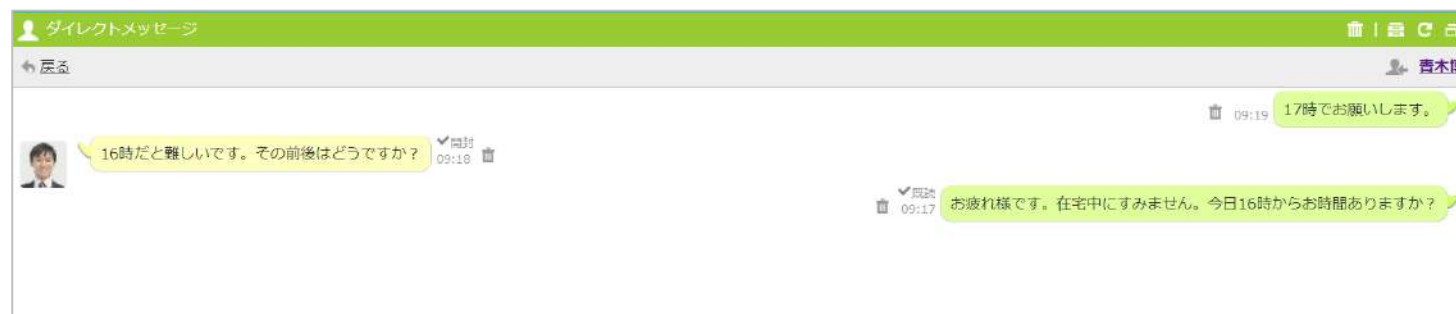 ダイレクトメッセージ
戻る
青木
09:19 17時でお願いします。
16時だと難しいです。その前後はどうですか？
開封
09:18
既読
09:17
お疲れ様です。在宅中にすみません。今日16時からお時間ありますか？